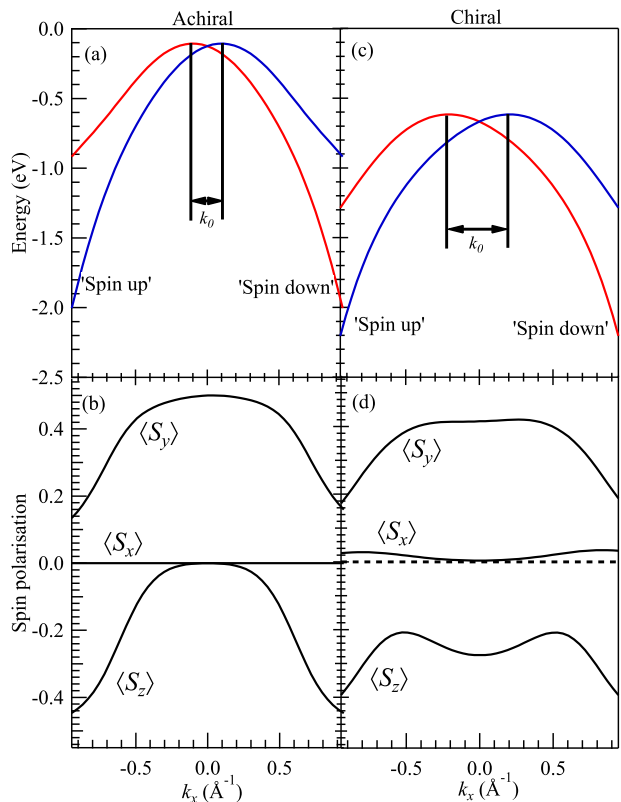 Achiral
Chiral
0.0
-0.5
-1.0
-1.5
-2.0
-2.5
Energy (eV)
(a)
k0
'Spin up'
'Spin down'
(c)
k0
'Spin up'
'Spin down'
0.4
0.2
0.0
-0.2
-0.4
Spin polarisation
(b)
⟨Sy⟩
⟨Sx⟩
⟨Sz⟩
(d)
⟨Sy⟩
⟨Sx⟩
⟨Sz⟩
-0.5 0.0 0.5
-0.5 0.0 0.5
kx (Å-1)
kx (Å-1)